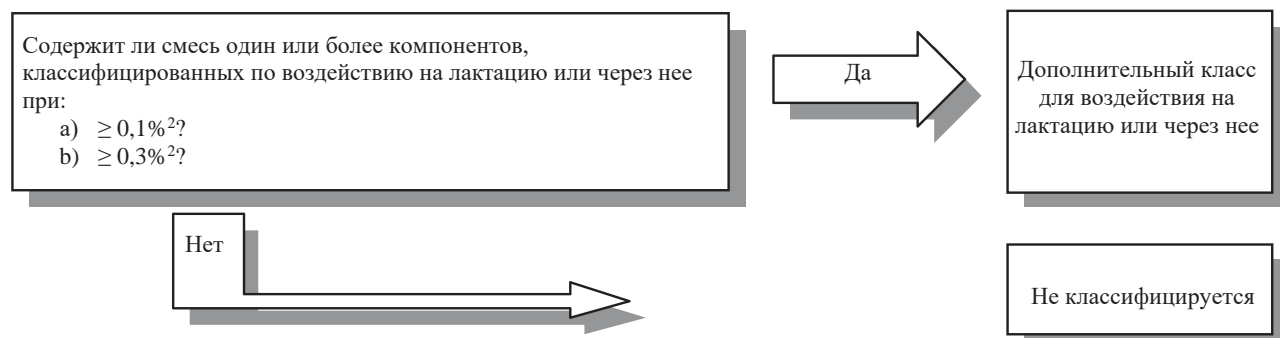 Содержит ли смесь один или более компонентов,
классифицированных по воздействию на лактацию или через нее
при:
a) ≥ 0,1%²?
b) ≥ 0,3%²?
Да
Дополнительный класс
для воздействия на
лактацию или через нее
Нет
Не классифицируется